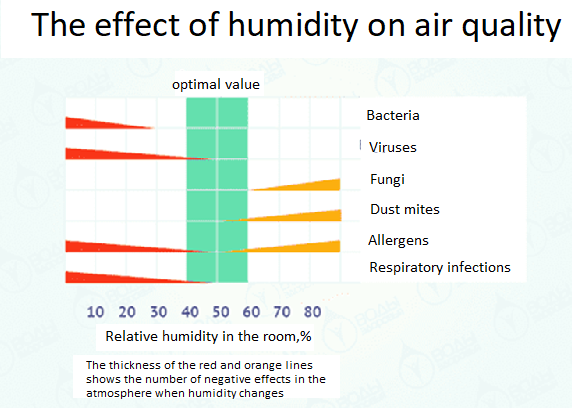 The effect of humidity on air quality
optimal value
Bacteria
Viruses
Fungi
Dust mites
Allergens
Respiratory infections
10 20 30 40 50 60 70 80
Relative humidity in the room,%
The thickness of the red and orange lines
shows the number of negative effects in the
atmosphere when humidity changes